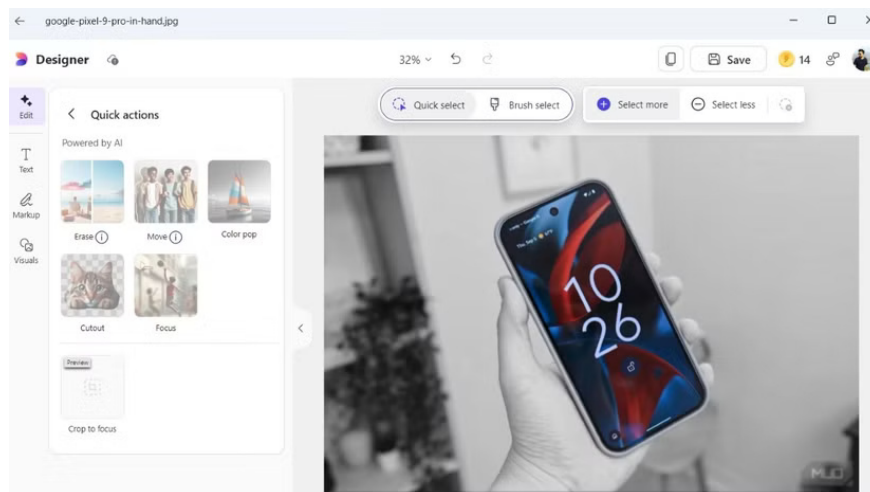 google-pixel-9-pro-in-hand.jpg
Designer
32%
Save
14
Edit
Text
Markup
Visuals
Quick actions
Powered by AI
Erase
Move
Color pop
Cutout
Focus
Preview
Crop to focus
Quick select
Brush select
Select more
Select less
10
26
MUO